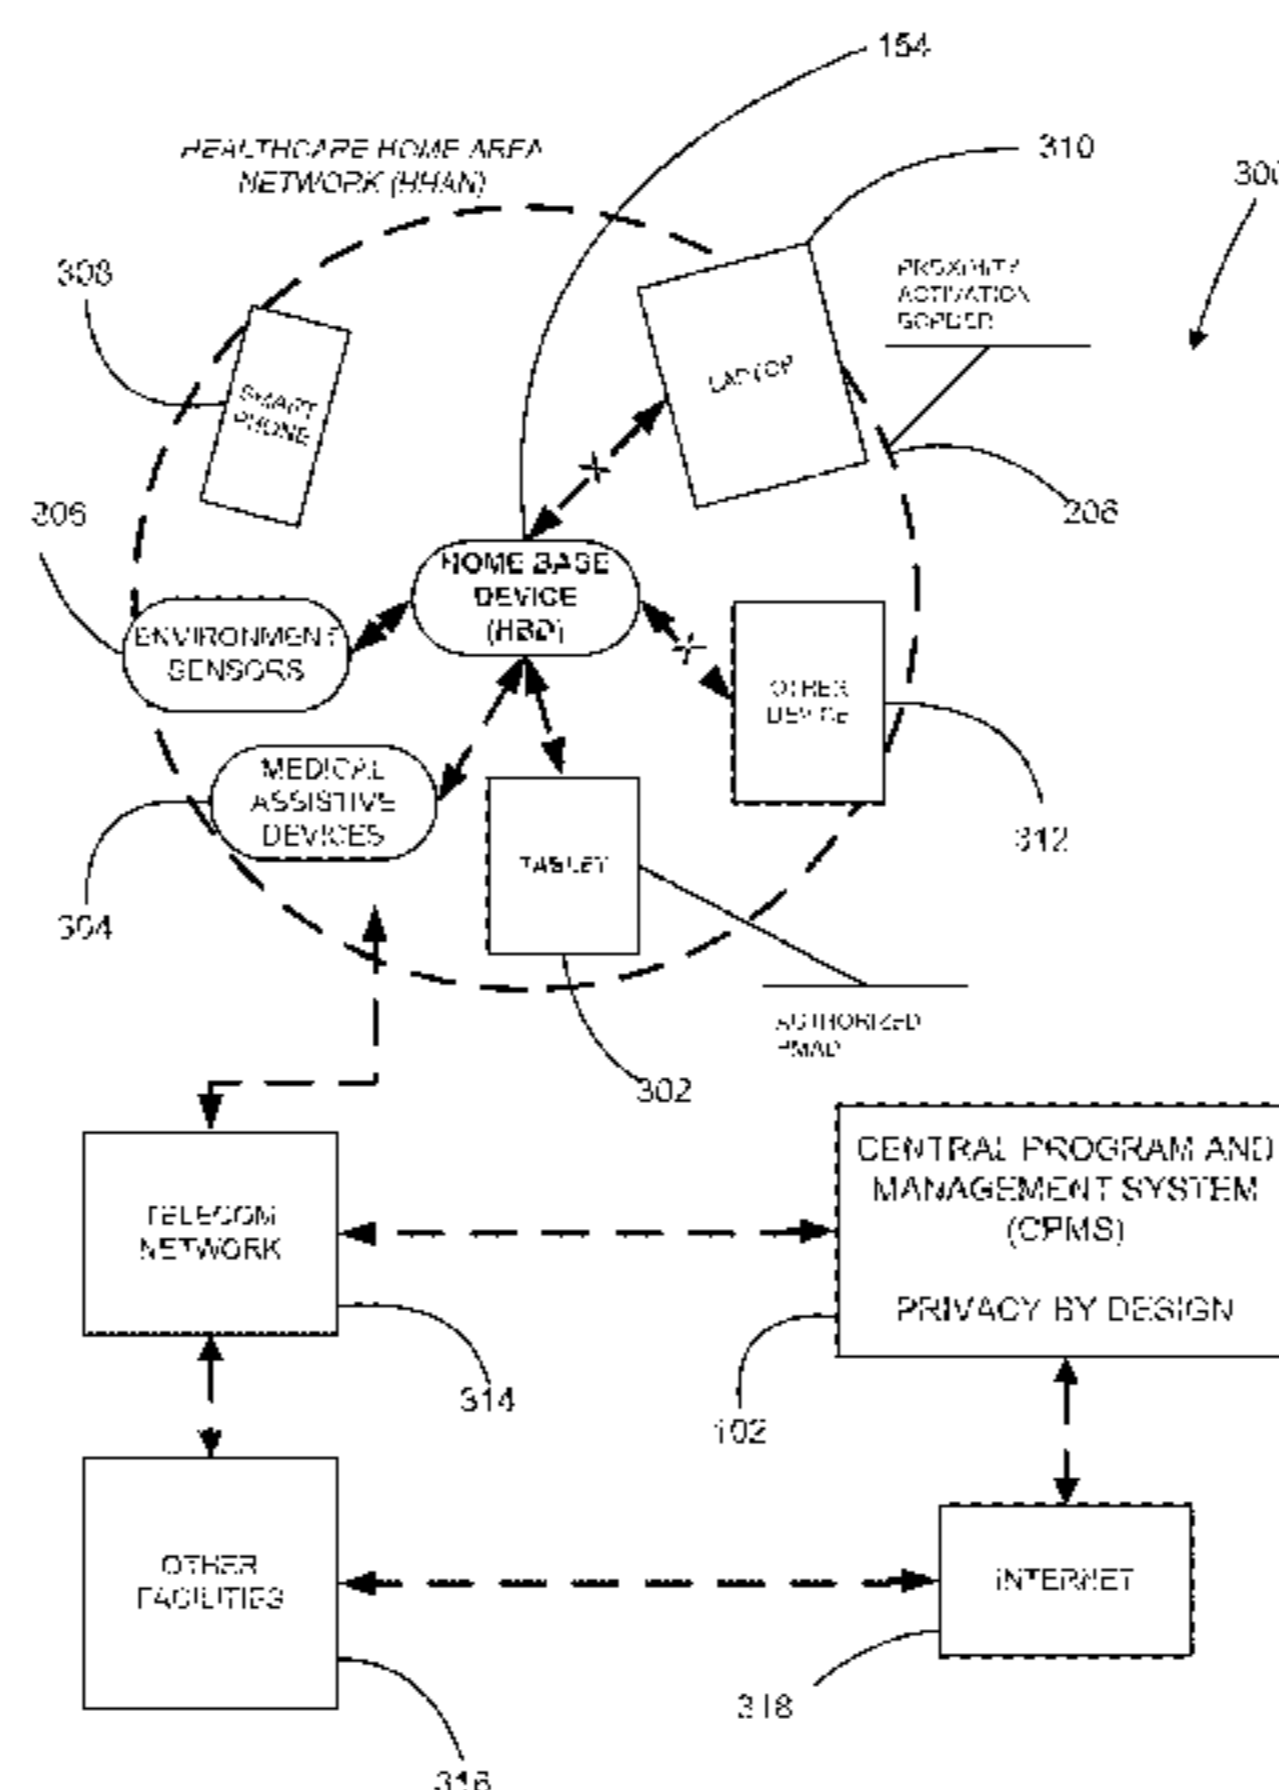 154
310
HEALTHCARE HOME AREA
NETWORK (HHAN)
300
308
PROXIMITY
ACTIVATION
BORDER
LAPTOP
SMART
PHONE
206
HOME BASE
DEVICE
(HBD)
ENVIRONMENT
SENSORS
OTHER
DEVICE
MEDICAL
ASSISTIVE
DEVICES
312
TABLET
304
AUTHORIZED
302
CENTRAL PROGRAM AND
MANAGEMENT SYSTEM
(CPMS)
PRIVACY BY DESIGN
TELECOM
NETWORK
314
102
OTHER
FACILITIES
INTERNET
318
316